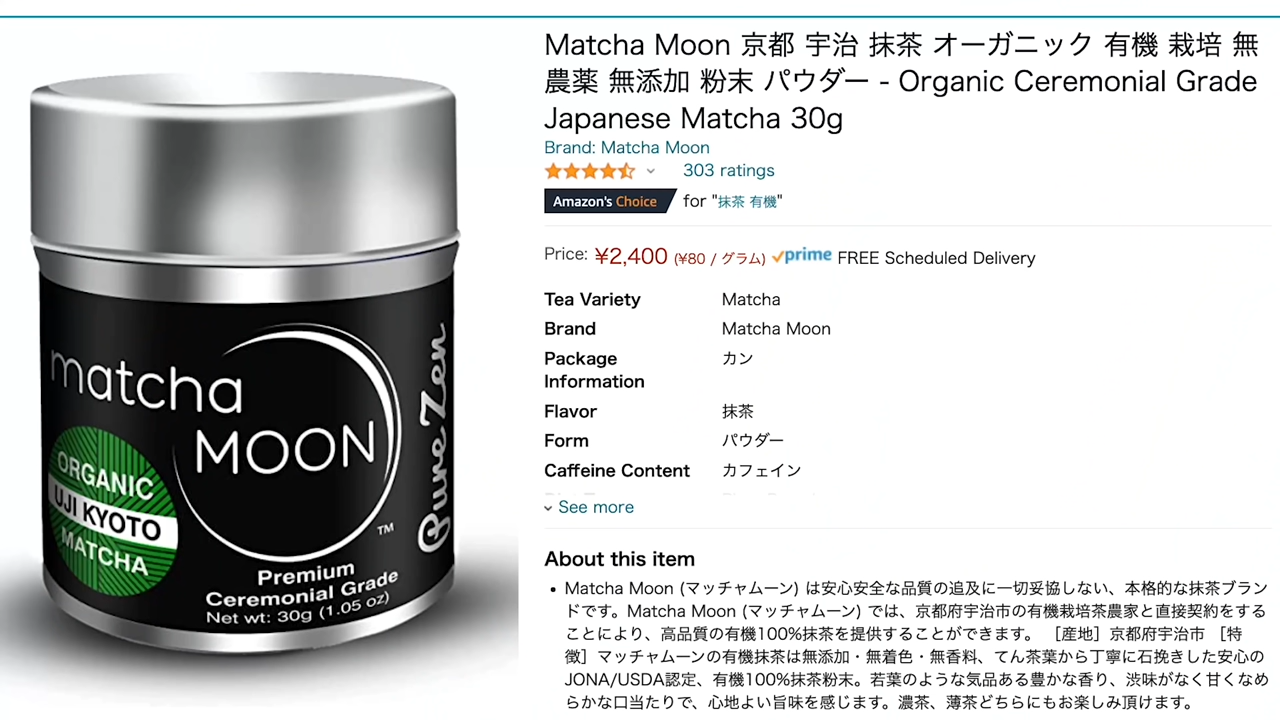 matcha
MOON
TM
Pure Zen
ORGANIC
UJI KYOTO
MATCHA
Premium
Ceremonial Grade
Net wt: 30g (1.05 oz)
Matcha Moon 京都 宇治 抹茶 オーガニック 有機 栽培 無
農薬 無添加 粉末 パウダー - Organic Ceremonial Grade
Japanese Matcha 30g
Brand: Matcha Moon
303 ratings
Amazon's Choice for "抹茶 有機"
Price: ¥2,400 (¥80 / グラム) prime FREE Scheduled Delivery
Tea Variety Matcha
Brand Matcha Moon
Package カン
Information
Flavor 抹茶
Form パウダー
Caffeine Content カフェイン
See more
About this item
• Matcha Moon (マッチャムーン) は安心安全な品質の追及に一切妥協しない、本格的な抹茶ブラン
ドです。Matcha Moon (マッチャムーン) では、京都府宇治市の有機栽培茶農家と直接契約をする
ことにより、高品質の有機100%抹茶を提供することができます。 ［産地］京都府宇治市 ［特
徴］マッチャムーンの有機抹茶は無添加・無着色・無香料、てん茶葉から丁寧に石挽きした安心の
JONA/USDA認定、有機100%抹茶粉末。若葉のような気品ある豊かな香り、渋味がなく甘くなめ
らかな口当たりで、心地よい旨味を感じます。濃茶、薄茶どちらにもお楽しみ頂けます。